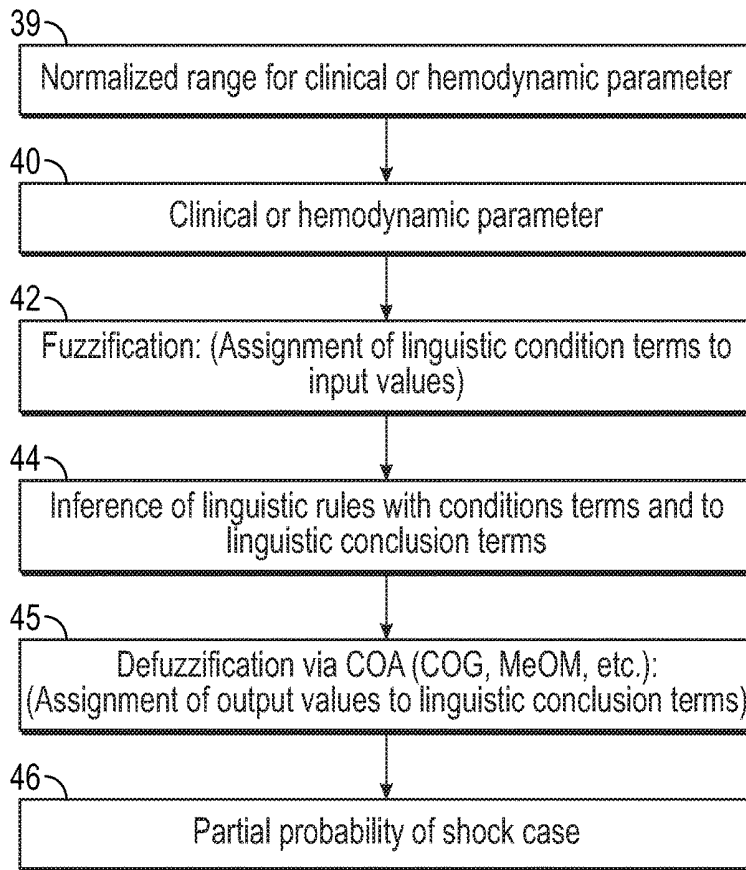 39
Normalized range for clinical or hemodynamic parameter
40
Clinical or hemodynamic parameter
42
Fuzzification: (Assignment of linguistic condition terms to
input values)
44
Inference of linguistic rules with conditions terms and to
linguistic conclusion terms
45
Defuzzification via COA (COG, MeOM, etc.):
(Assignment of output values to linguistic conclusion terms)
46
Partial probability of shock case